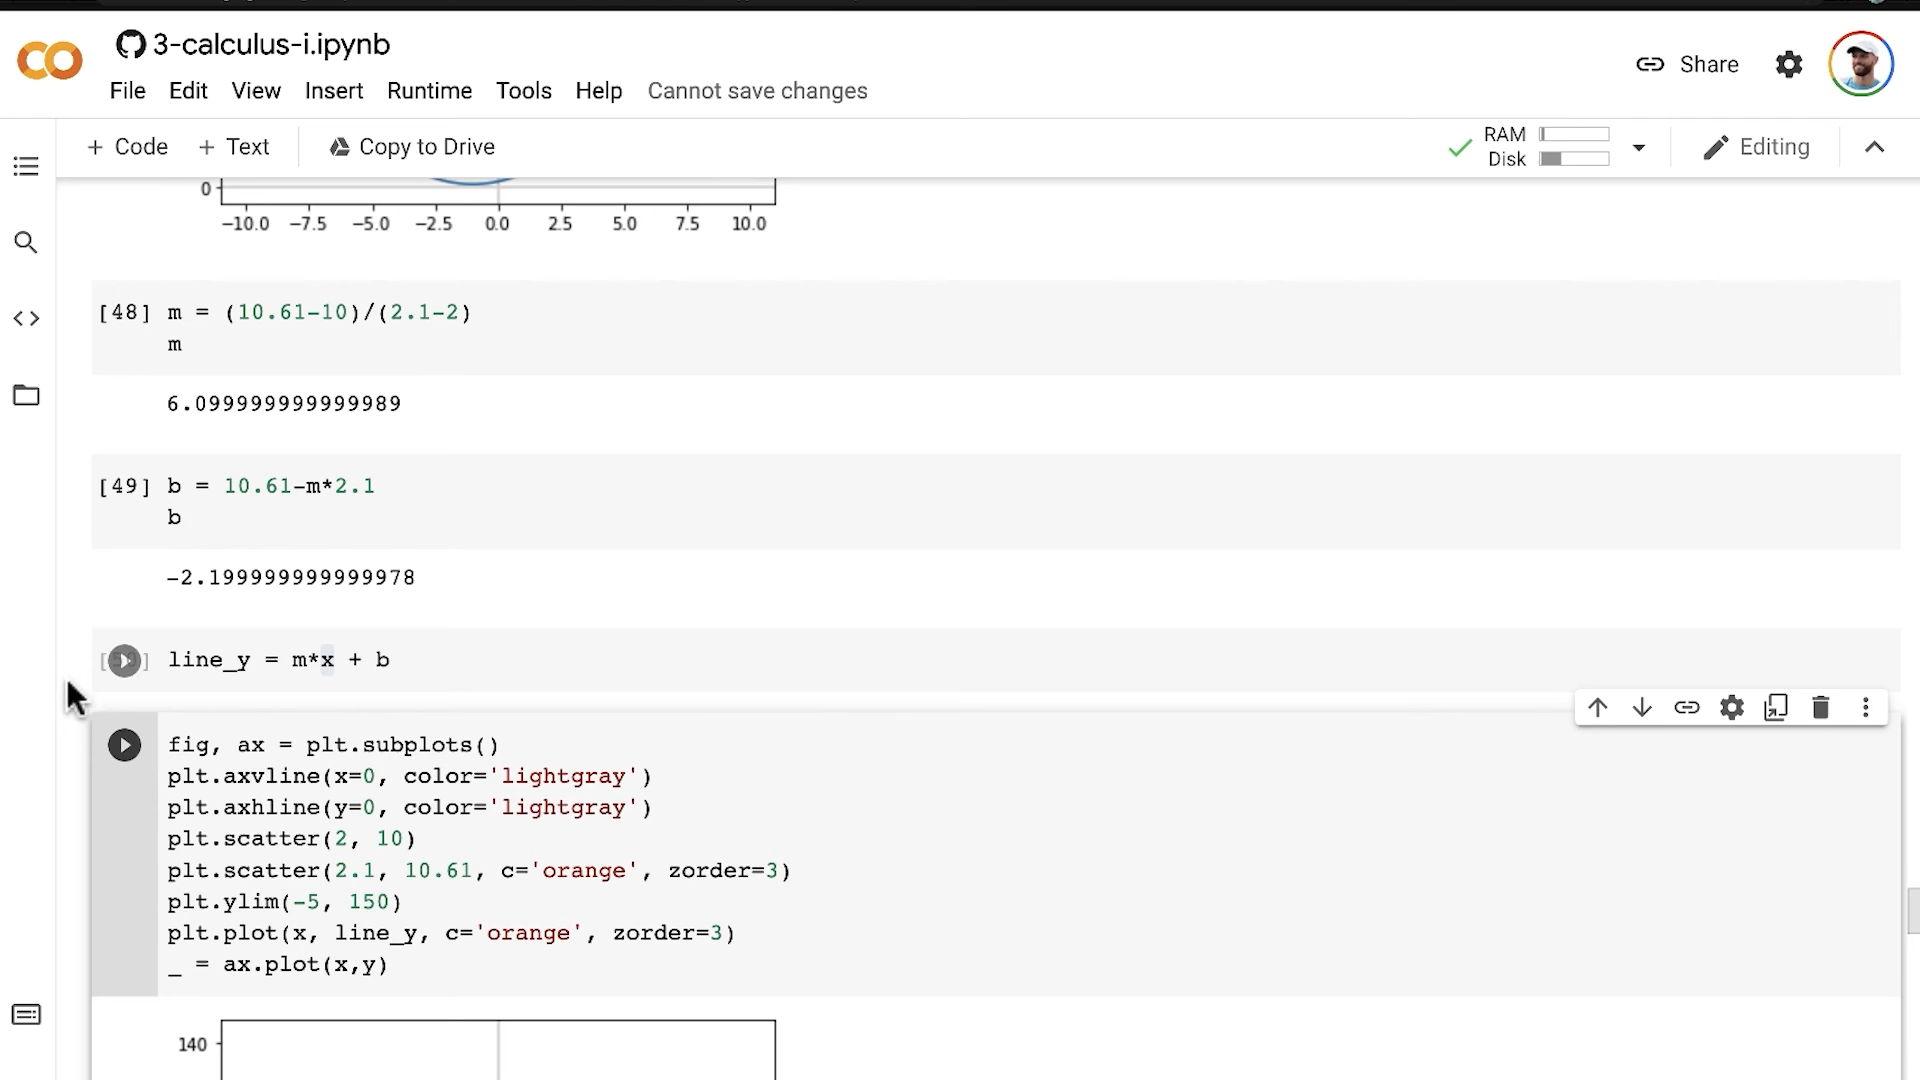 3-calculus-i.ipynb
Share
File Edit View Insert Runtime Tools Help Cannot save changes
+ Code + Text Copy to Drive
RAM
Disk
Editing
0
−10.0 −7.5 −5.0 −2.5 0.0 2.5 5.0 7.5 10.0
[48] m = (10.61-10)/(2.1-2)
m
6.099999999999989
[49] b = 10.61-m*2.1
b
-2.199999999999978
line_y = m*x + b
fig, ax = plt.subplots()
plt.axvline(x=0, color='lightgray')
plt.axhline(y=0, color='lightgray')
plt.scatter(2, 10)
plt.scatter(2.1, 10.61, c='orange', zorder=3)
plt.ylim(-5, 150)
plt.plot(x, line_y, c='orange', zorder=3)
_ = ax.plot(x,y)
140